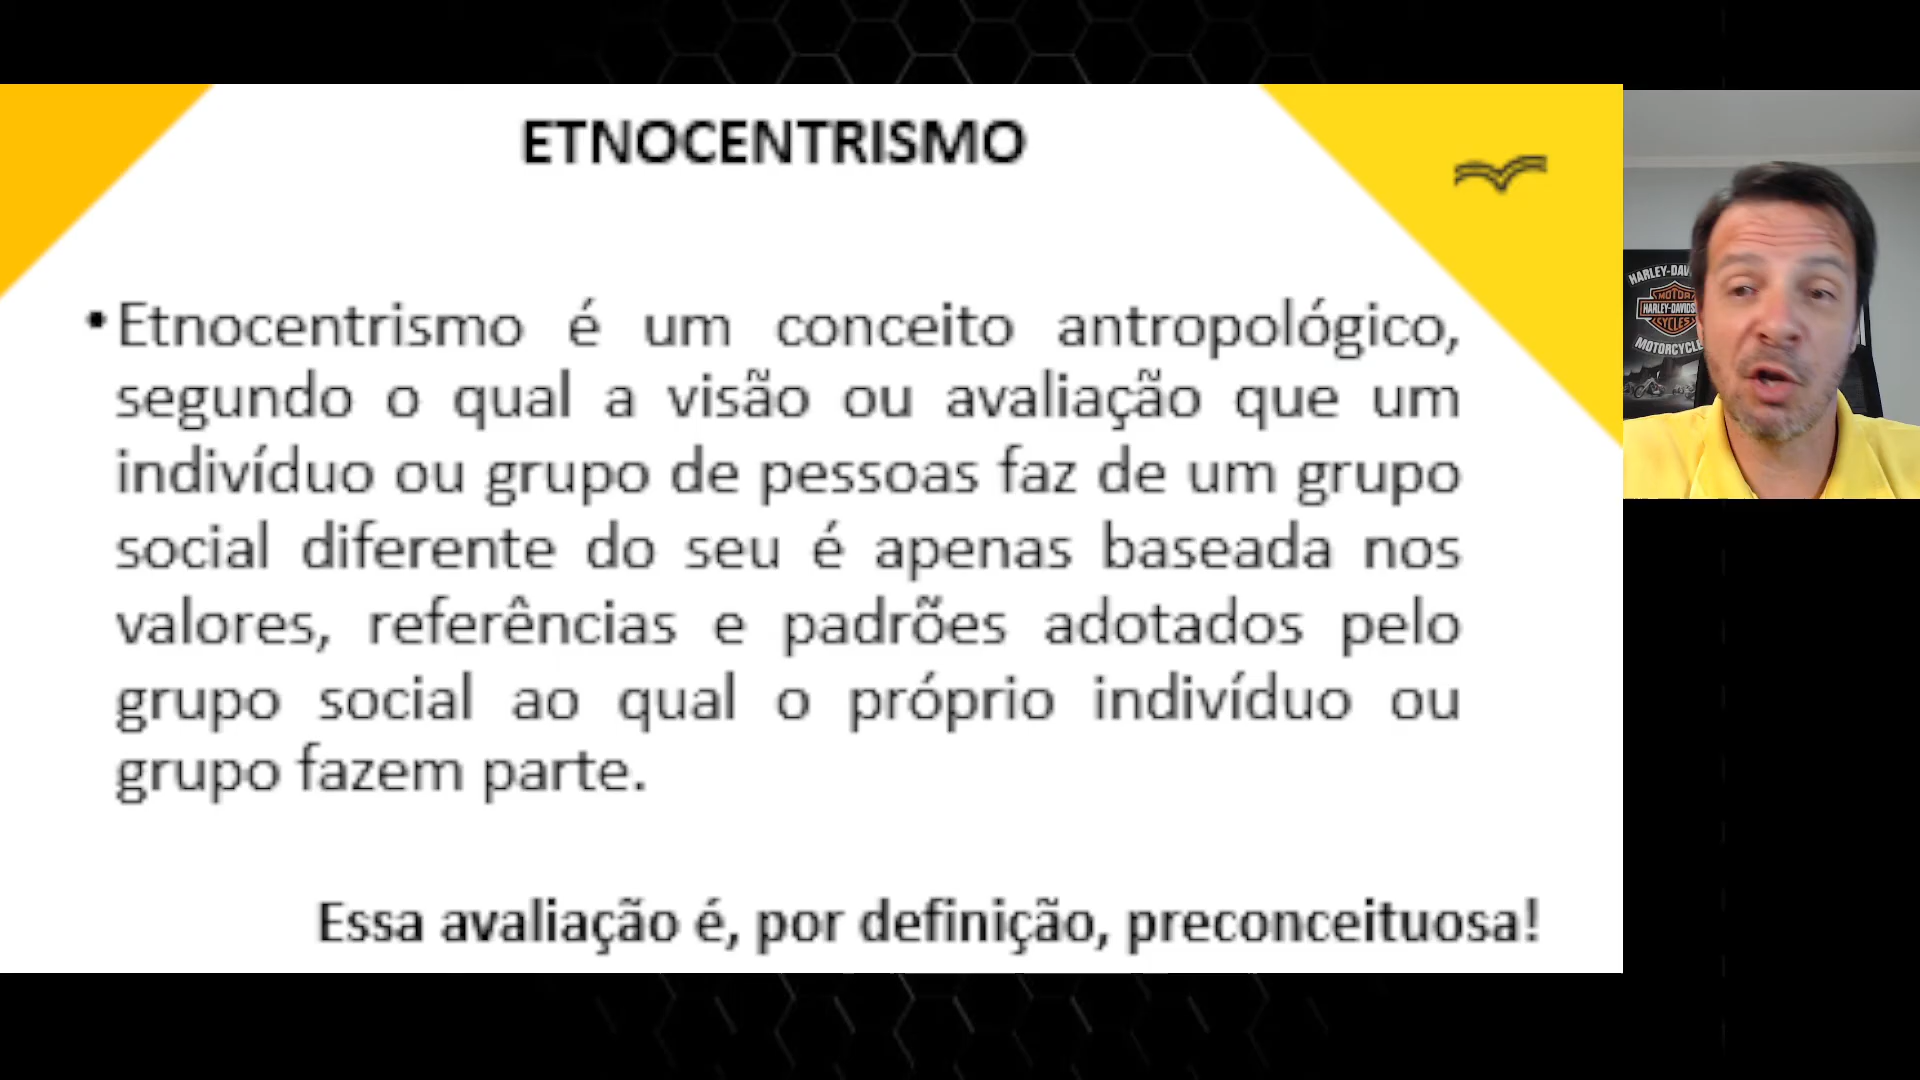 ETNOCENTRISMO
• Etnocentrismo é um conceito antropológico,
segundo o qual a visão ou avaliação que um
indivíduo ou grupo de pessoas faz de um grupo
social diferente do seu é apenas baseada nos
valores, referências e padrões adotados pelo
grupo social ao qual o próprio indivíduo ou
grupo fazem parte.
Essa avaliação é, por definição, preconceituosa!
MOTOR
CYCLES